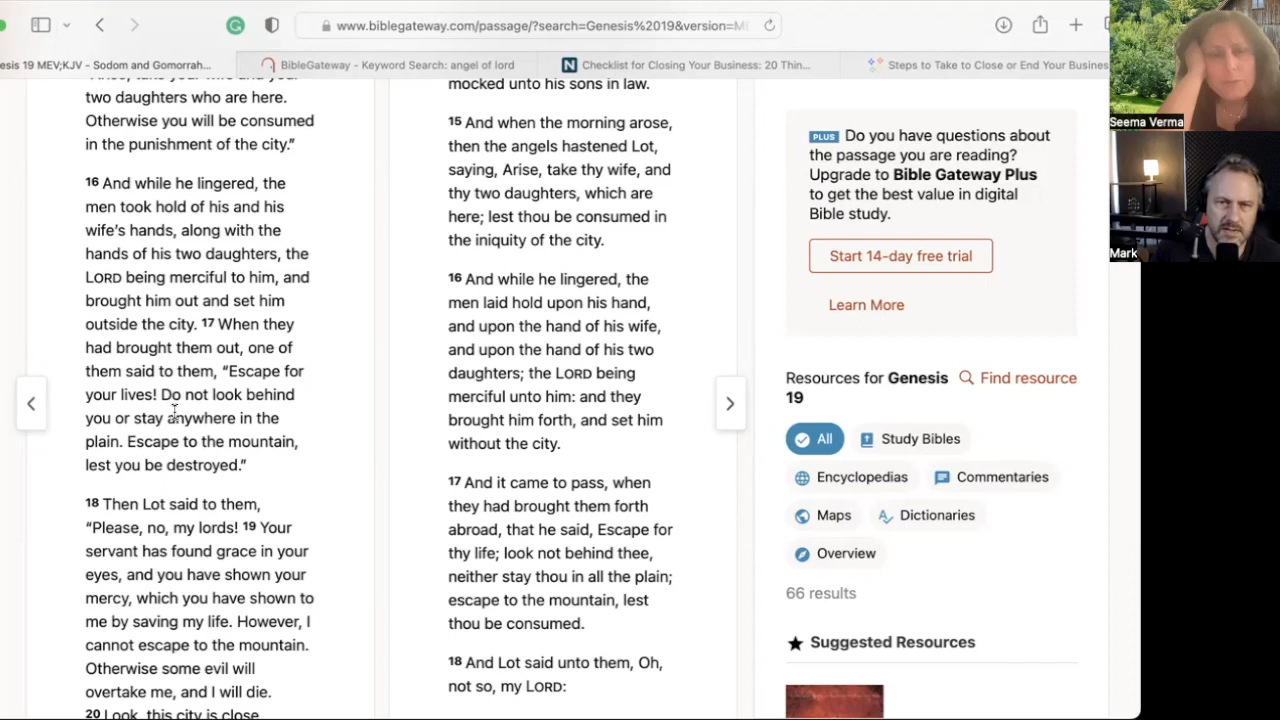 www.biblegateway.com/passage/?search=Genesis%2019&version=M
esis 19 MEV;KJV - Sodom and Gomorrah...
BibleGateway - Keyword Search: angel of lord
Checklist for Closing Your Business: 20 Thin...
Steps to Take to Close or End Your Busines
two daughters who are here.
Otherwise you will be consumed
in the punishment of the city.”
16 And while he lingered, the
men took hold of his and his
wife’s hands, along with the
hands of his two daughters, the
LORD being merciful to him, and
brought him out and set him
outside the city. 17 When they
had brought them out, one of
them said to them, “Escape for
your lives! Do not look behind
you or stay anywhere in the
plain. Escape to the mountain,
lest you be destroyed.”
18 Then Lot said to them,
“Please, no, my lords! 19 Your
servant has found grace in your
eyes, and you have shown your
mercy, which you have shown to
me by saving my life. However, I
cannot escape to the mountain.
Otherwise some evil will
overtake me, and I will die.
20 Look, this city is close
mocked unto his sons in law.
15 And when the morning arose,
then the angels hastened Lot,
saying, Arise, take thy wife, and
thy two daughters, which are
here; lest thou be consumed in
the iniquity of the city.
16 And while he lingered, the
men laid hold upon his hand,
and upon the hand of his wife,
and upon the hand of his two
daughters; the LORD being
merciful unto him: and they
brought him forth, and set him
without the city.
17 And it came to pass, when
they had brought them forth
abroad, that he said, Escape for
thy life; look not behind thee,
neither stay thou in all the plain;
escape to the mountain, lest
thou be consumed.
18 And Lot said unto them, Oh,
not so, my LORD:
PLUS Do you have questions about
the passage you are reading?
Upgrade to Bible Gateway Plus
to get the best value in digital
Bible study.
Start 14-day free trial
Learn More
Resources for Genesis
19
Find resource
All
Study Bibles
Encyclopedias
Commentaries
Maps
Dictionaries
Overview
66 results
Suggested Resources
Seema Verma
Mark